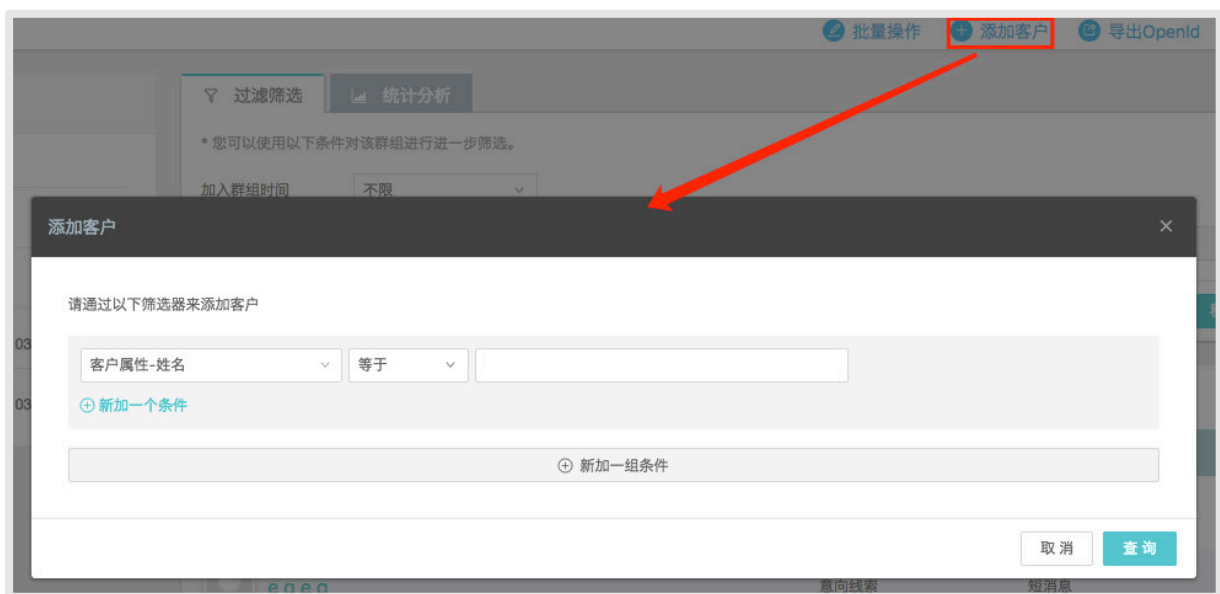 批量操作 添加客户 导出OpenId
过滤筛选 统计分析
* 您可以使用以下条件对该群组进行进一步筛选。
加入群组时间 不限
添加客户
请通过以下筛选器来添加客户
03
客户属性-姓名 等于
03
新加一个条件
新加一组条件
取 消 查 询
意向线索 短消息